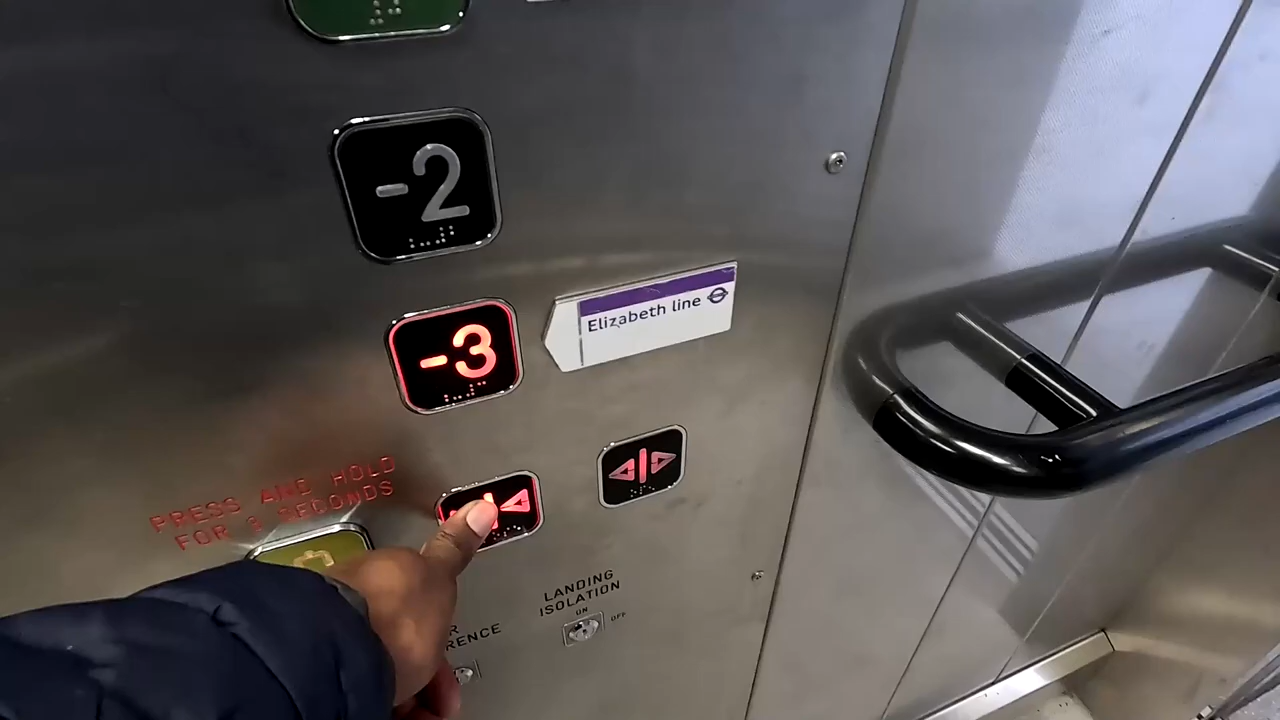 -2
-3
Elizabeth line
PRESS AND HOLD
FOR 3 SECONDS
LANDING
ISOLATION
ON
OFF